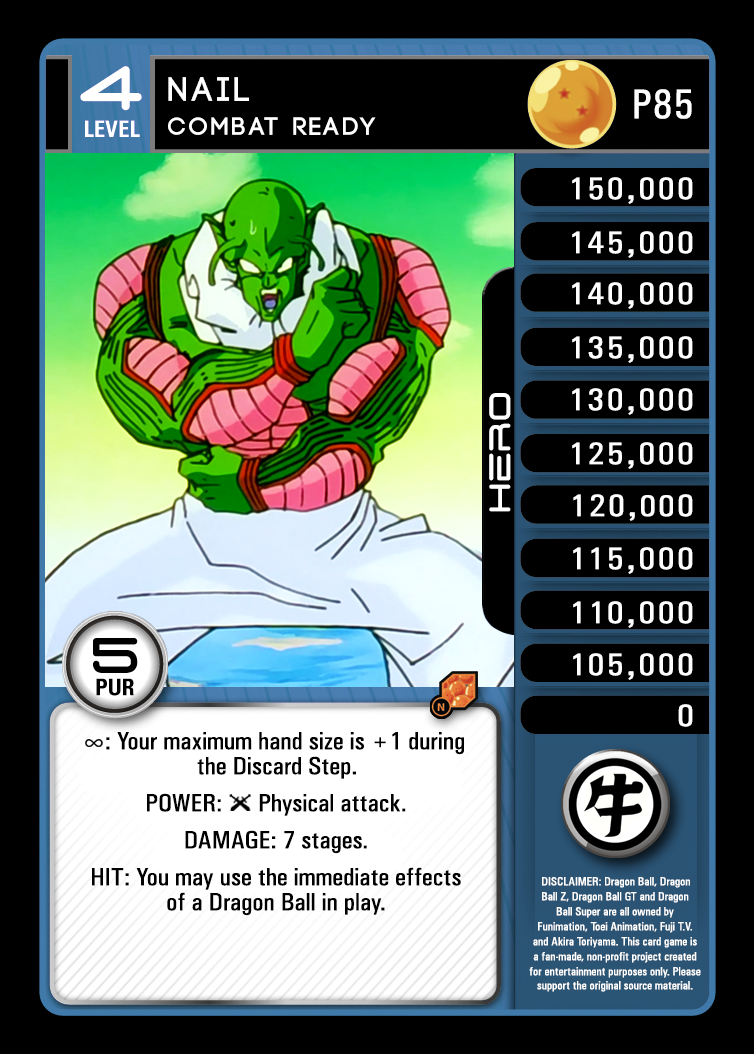 4
LEVEL
NAIL
COMBAT READY
P85
150,000
145,000
140,000
135,000
130,000
125,000
120,000
115,000
110,000
105,000
0
HERO
5
PUR
N
∞: Your maximum hand size is +1 during
the Discard Step.
POWER: Physical attack.
DAMAGE: 7 stages.
HIT: You may use the immediate effects
of a Dragon Ball in play.
牛
DISCLAIMER: Dragon Ball, Dragon
Ball Z, Dragon Ball GT and Dragon
Ball Super are all owned by
Funimation, Toei Animation, Fuji T.V.
and Akira Toriyama. This card game is
a fan-made, non-profit project created
for entertainment purposes only. Please
support the original source material.